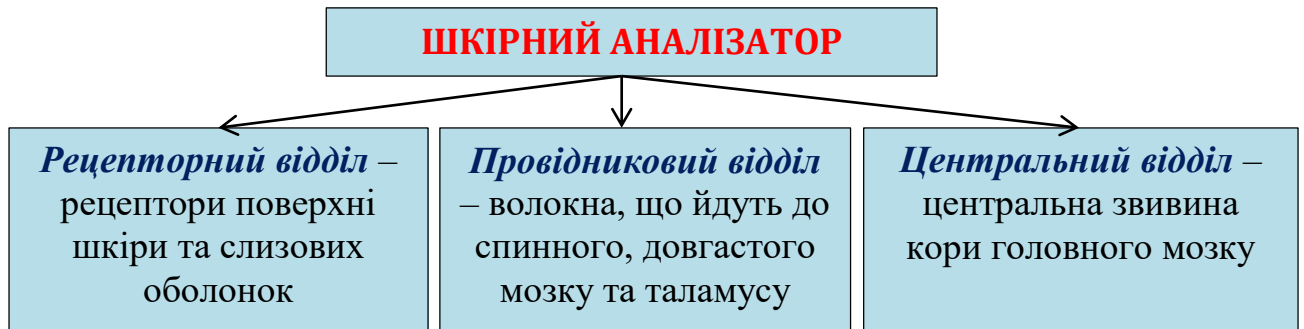 ШКІРНИЙ АНАЛІЗАТОР
Рецепторний відділ –
рецептори поверхні
шкіри та слизових
оболонок
Провідниковий відділ
– волокна, що йдуть до
спинного, довгастого
мозку та таламусу
Центральний відділ –
центральна звивина
кори головного мозку